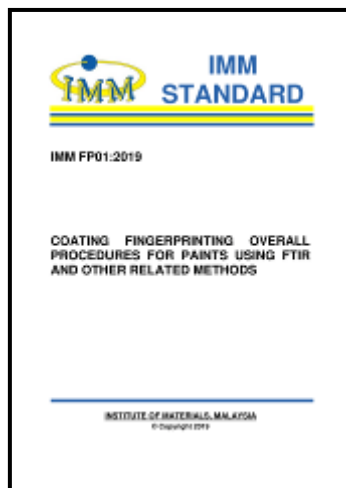 IMM
IMM
STANDARD
IMM FP01:2019
COATING FINGERPRINTING OVERALL
PROCEDURES FOR PAINTS USING FTIR
AND OTHER RELATED METHODS
INSTITUTE OF MATERIALS, MALAYSIA
© Copyright 2019